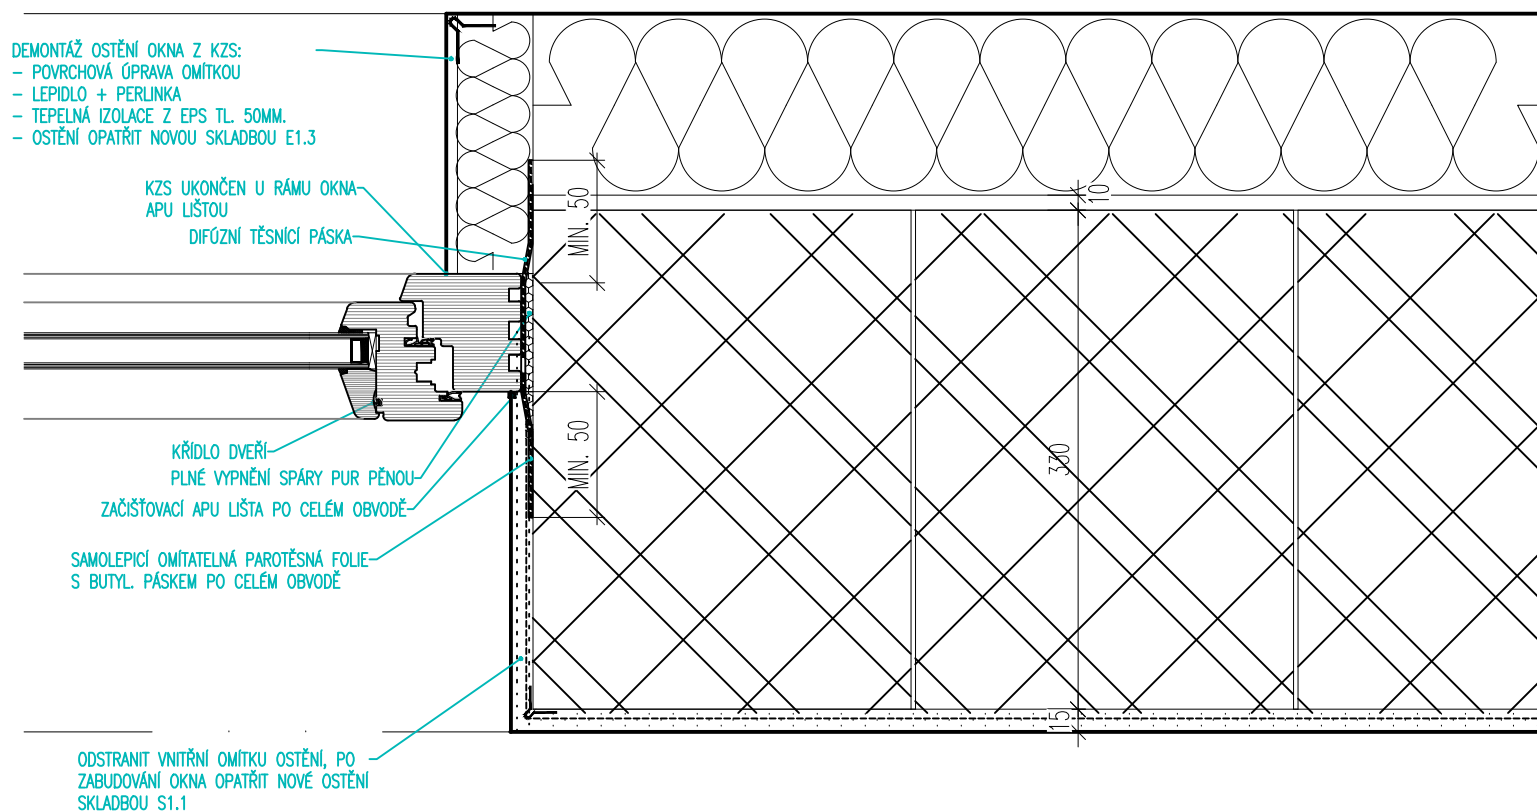 DEMONTÁŽ OSTĚNÍ OKNA Z KZS:
- POVRCHOVÁ ÚPRAVA OMÍTKOU
- LEPIDLO + PERLINKA
- TEPELNÁ IZOLACE Z EPS TL. 50MM.
- OSTĚNÍ OPATŘIT NOVOU SKLADBOU E1.3
KZS UKONČEN U RÁMU OKNA
APU LIŠTOU
DIFÚZNÍ TĚSNÍCÍ PÁSKA
MIN. 50
10
KŘÍDLO DVEŘÍ
PLNÉ VYPNĚNÍ SPÁRY PUR PĚNOU
ZAČIŠŤOVACÍ APU LIŠTA PO CELÉM OBVODĚ
MIN. 50
330
SAMOLEPICÍ OMÍTATELNÁ PAROTĚSNÁ FOLIE
S BUTYL. PÁSKEM PO CELÉM OBVODĚ
15
ODSTRANIT VNITŘNÍ OMÍTKU OSTĚNÍ, PO
ZABUDOVÁNÍ OKNA OPATŘIT NOVÉ OSTĚNÍ
SKLADBOU S1.1